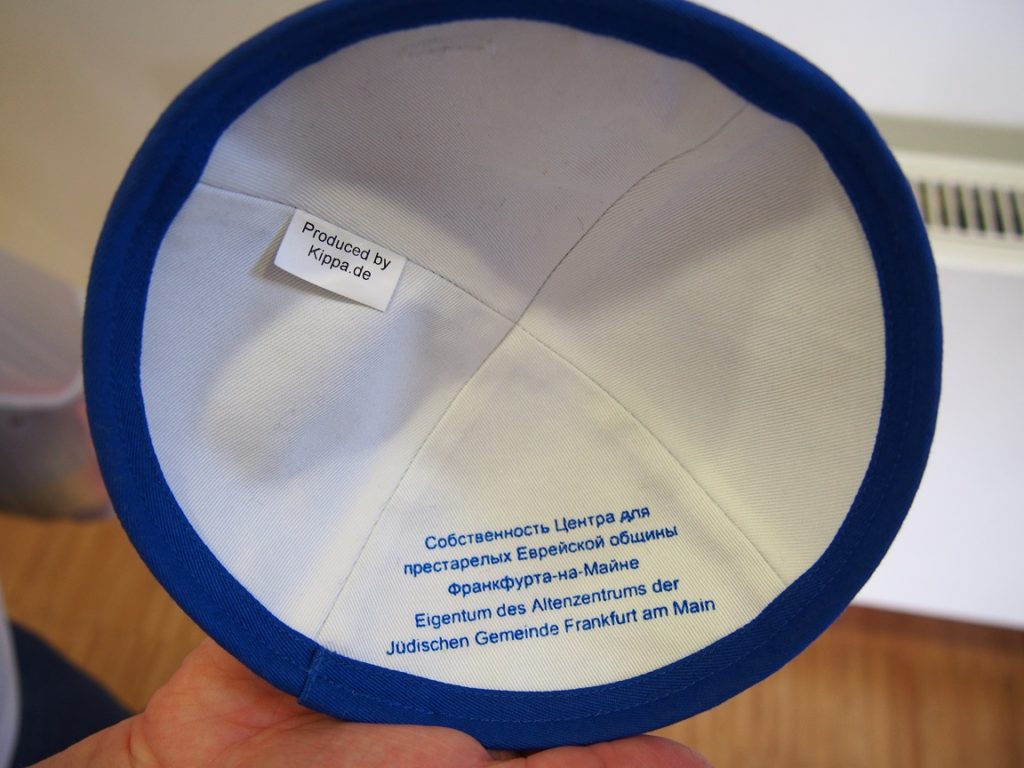 Produced by
Kippa.de
Собственность Центра для
престарелых Еврейской общины
Франкфурта-на-Майне
Eigentum des Altenzentrums der
Jüdischen Gemeinde Frankfurt am Main